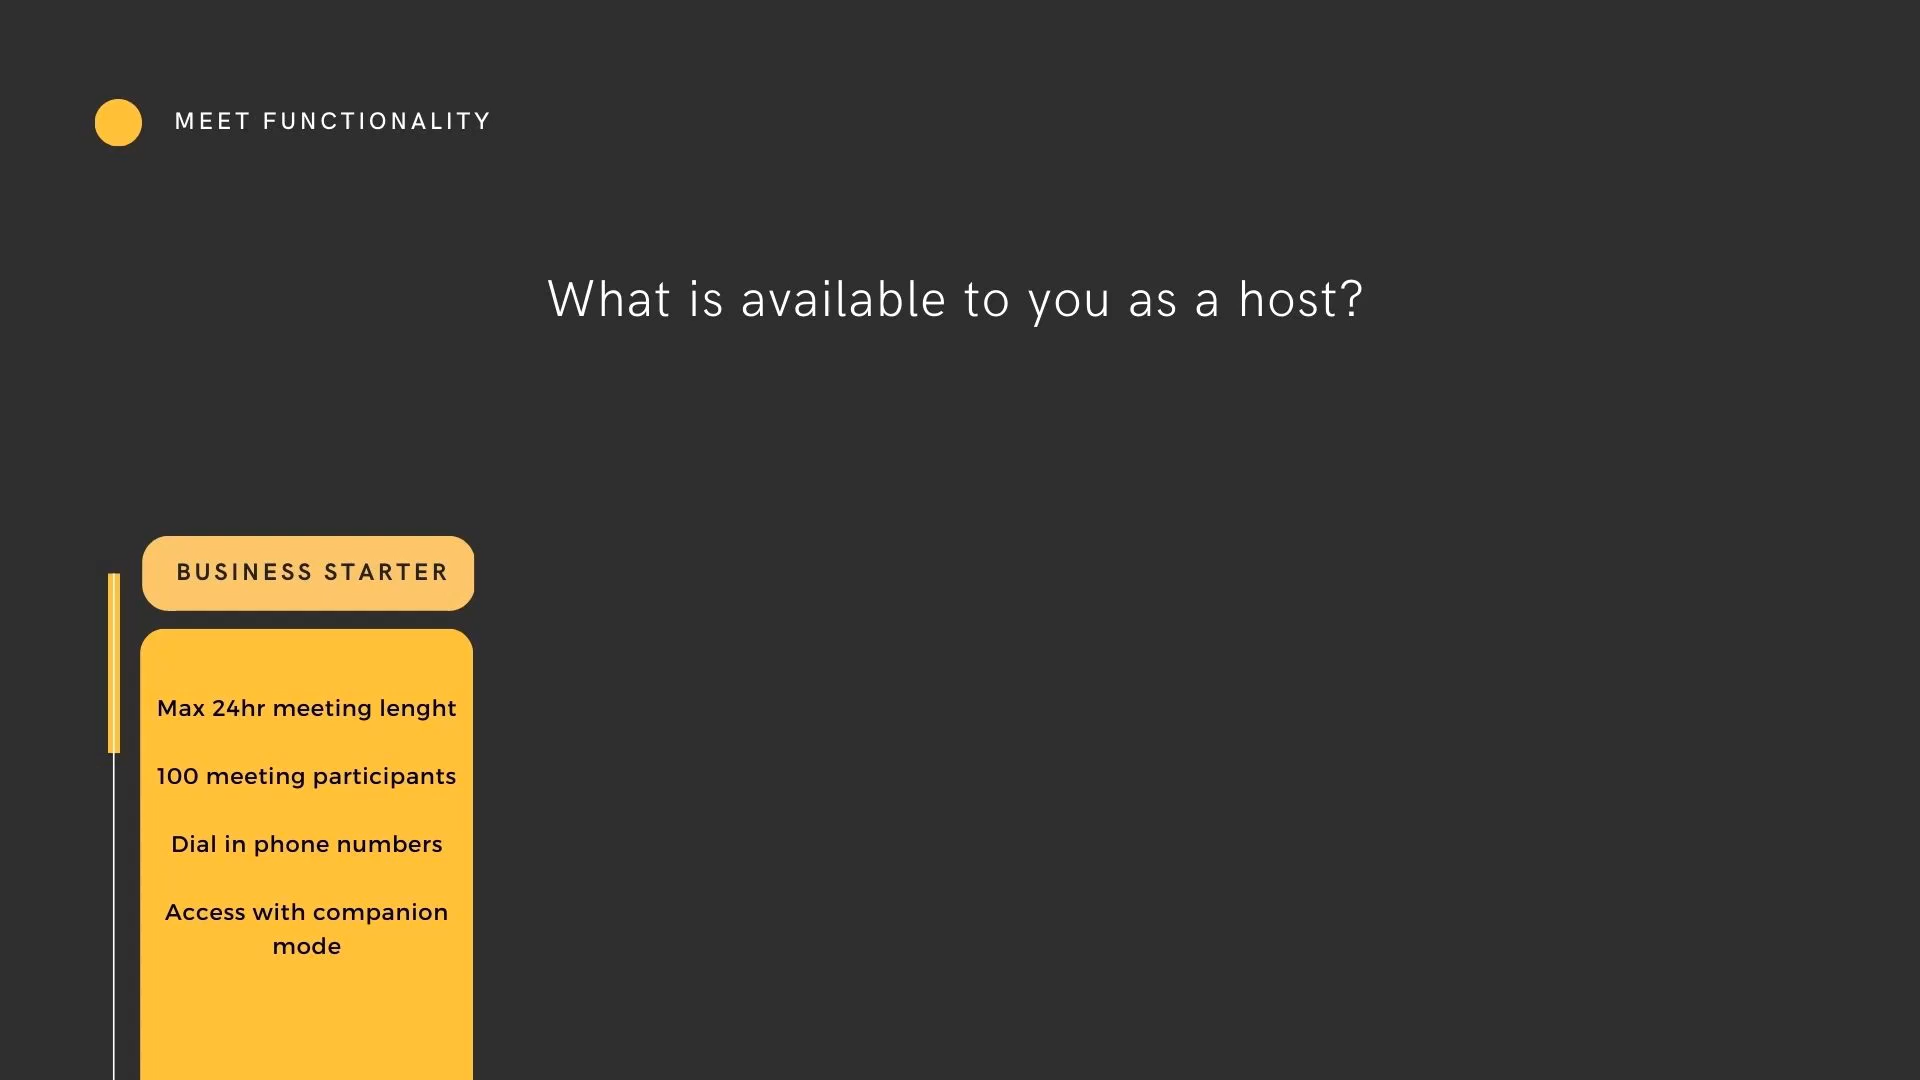 MEET FUNCTIONALITY
What is available to you as a host?
BUSINESS STARTER
Max 24hr meeting lenght
100 meeting participants
Dial in phone numbers
Access with companion
mode